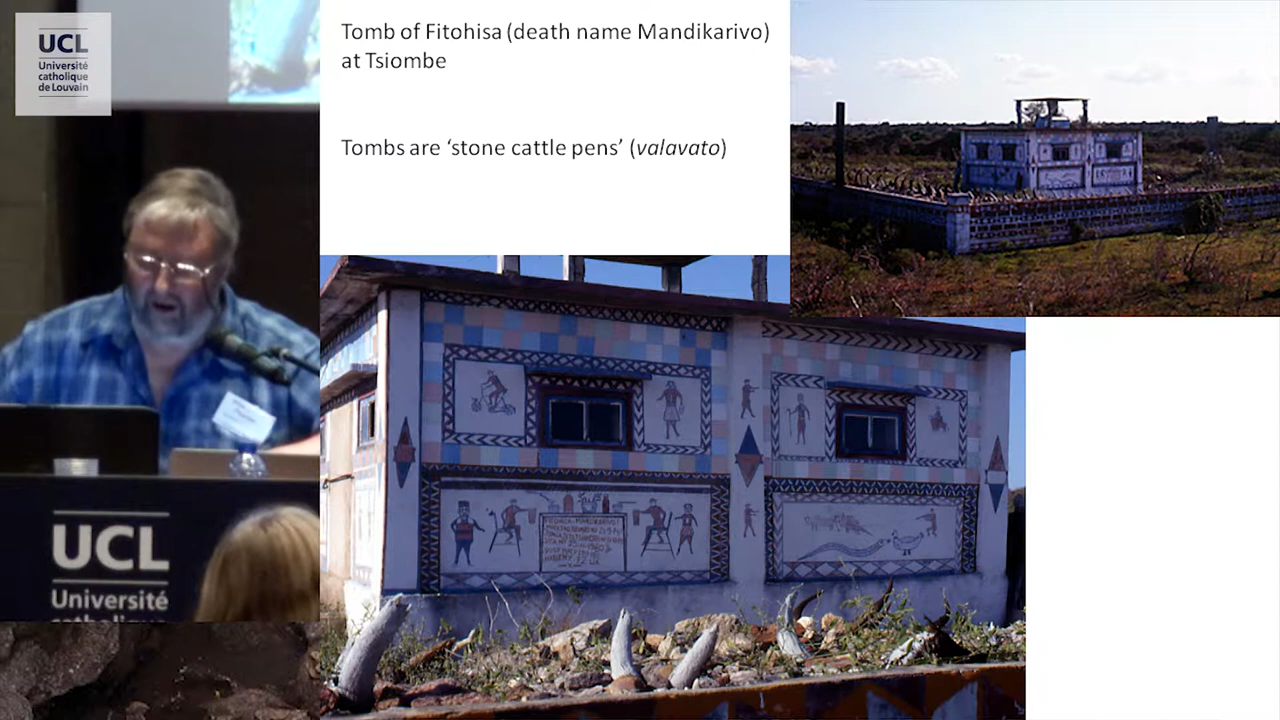 UCL
Université
catholique
de Louvain
Tomb of Fitohisa (death name Mandikarivo)
at Tsiombe
Tombs are ‘stone cattle pens’ (valavato)
UCL
Université